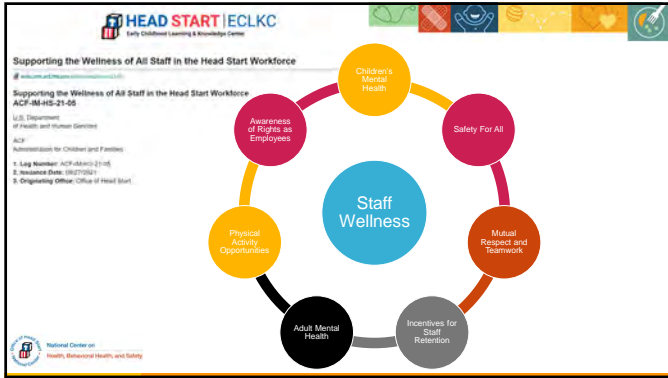 HEAD START | ECLKC
Early Childhood Learning & Knowledge Center
Supporting the Wellness of All Staff in the Head Start Workforce
Supporting the Wellness of All Staff in the Head Start Workforce
ACF-IM-HS-21-05
U.S. Department
of Health and Human Services
ACF
Administration for Children and Families
1. Log Number: ACF-IM-HS-21-05
2. Issuance Date: 09/27/2021
3. Originating Office: Office of Head Start
Children's
Mental
Health
Awareness
of Rights as
Employees
Safety For All
Staff
Wellness
Physical
Activity
Opportunities
Mutual
Respect and
Teamwork
Adult Mental
Health
Incentives for
Staff
Retention
National Center on
Health, Behavioral Health, and Safety